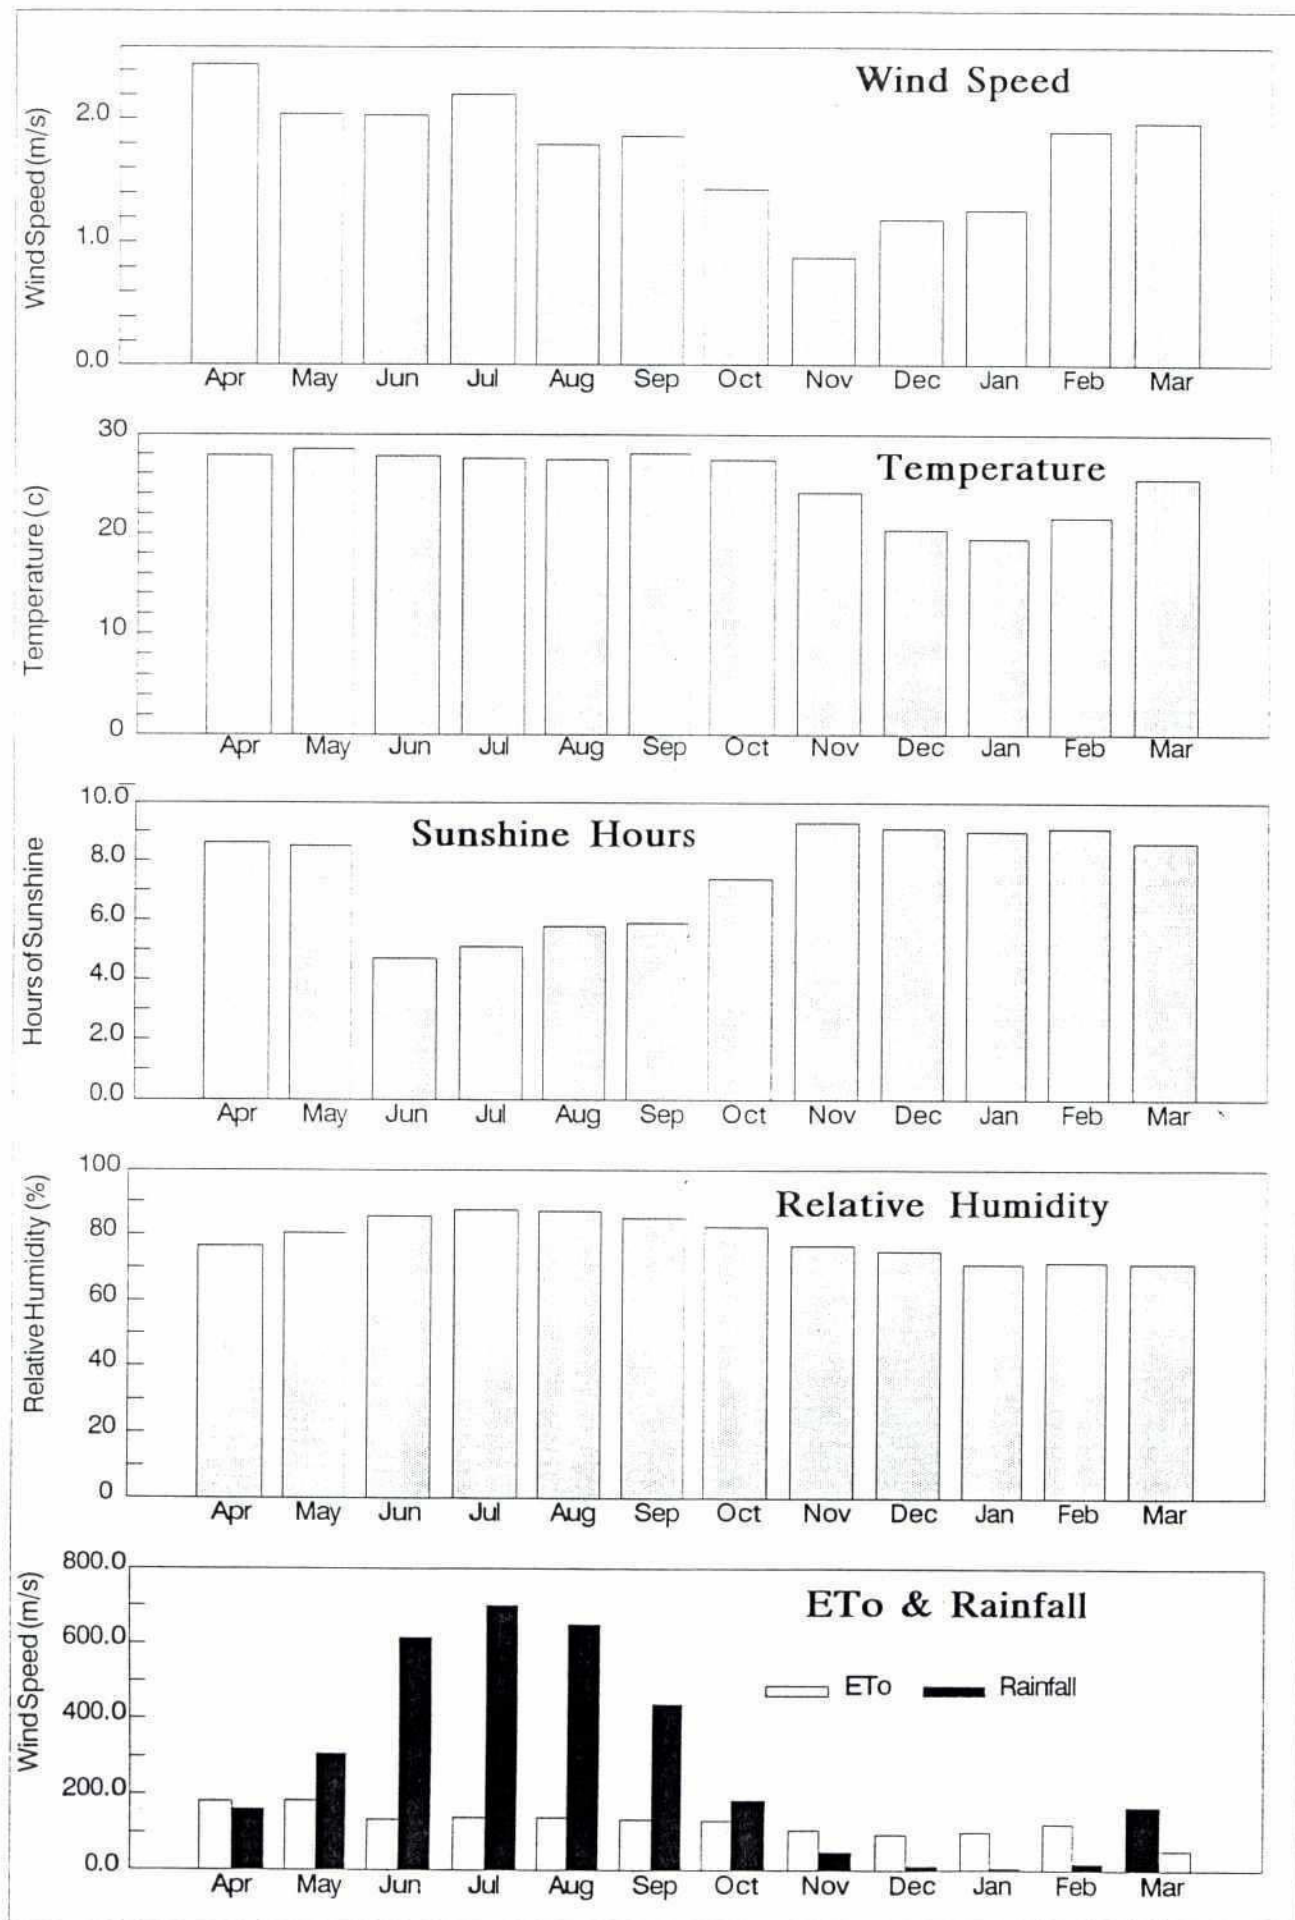 Wind Speed
Wind Speed (m/s)
2.0
1.0
0.0
Apr May Jun Jul Aug Sep Oct Nov Dec Jan Feb Mar
Temperature
Temperature (c)
30
20
10
0
Apr May Jun Jul Aug Sep Oct Nov Dec Jan Feb Mar
Sunshine Hours
Hours of Sunshine
10.0
8.0
6.0
4.0
2.0
0.0
Apr May Jun Jul Aug Sep Oct Nov Dec Jan Feb Mar
Relative Humidity
Relative Humidity (%)
100
80
60
40
20
0
Apr May Jun Jul Aug Sep Oct Nov Dec Jan Feb Mar
ETo & Rainfall
Wind Speed (m/s)
800.0
600.0
ETo Rainfall
400.0
200.0
0.0
Apr May Jun Jul Aug Sep Oct Nov Dec Jan Feb Mar